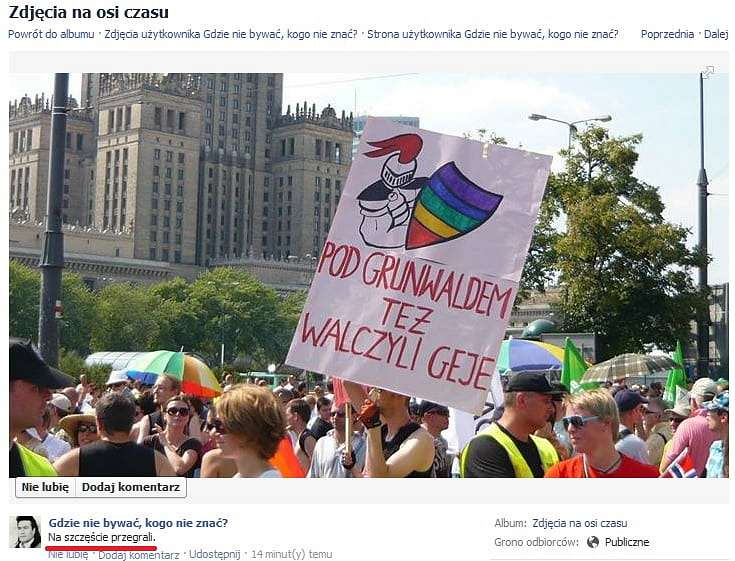 Zdjęcia na osi czasu
Powrót do albumu · Zdjęcia użytkownika Gdzie nie bywać, kogo nie znać? · Strona użytkownika Gdzie nie bywać, kogo nie znać? Poprzednia · Dalej
POD GRUNWALDEM
TEŻ
WALCZYLI GEJE
Nie lubię Dodaj komentarz
Gdzie nie bywać, kogo nie znać?
Na szczęście przegrali.
Nie lubię · Dodaj komentarz · Udostępnij · 14 minut(y) temu
Album: Zdjęcia na osi czasu
Grono odbiorców: Publiczne